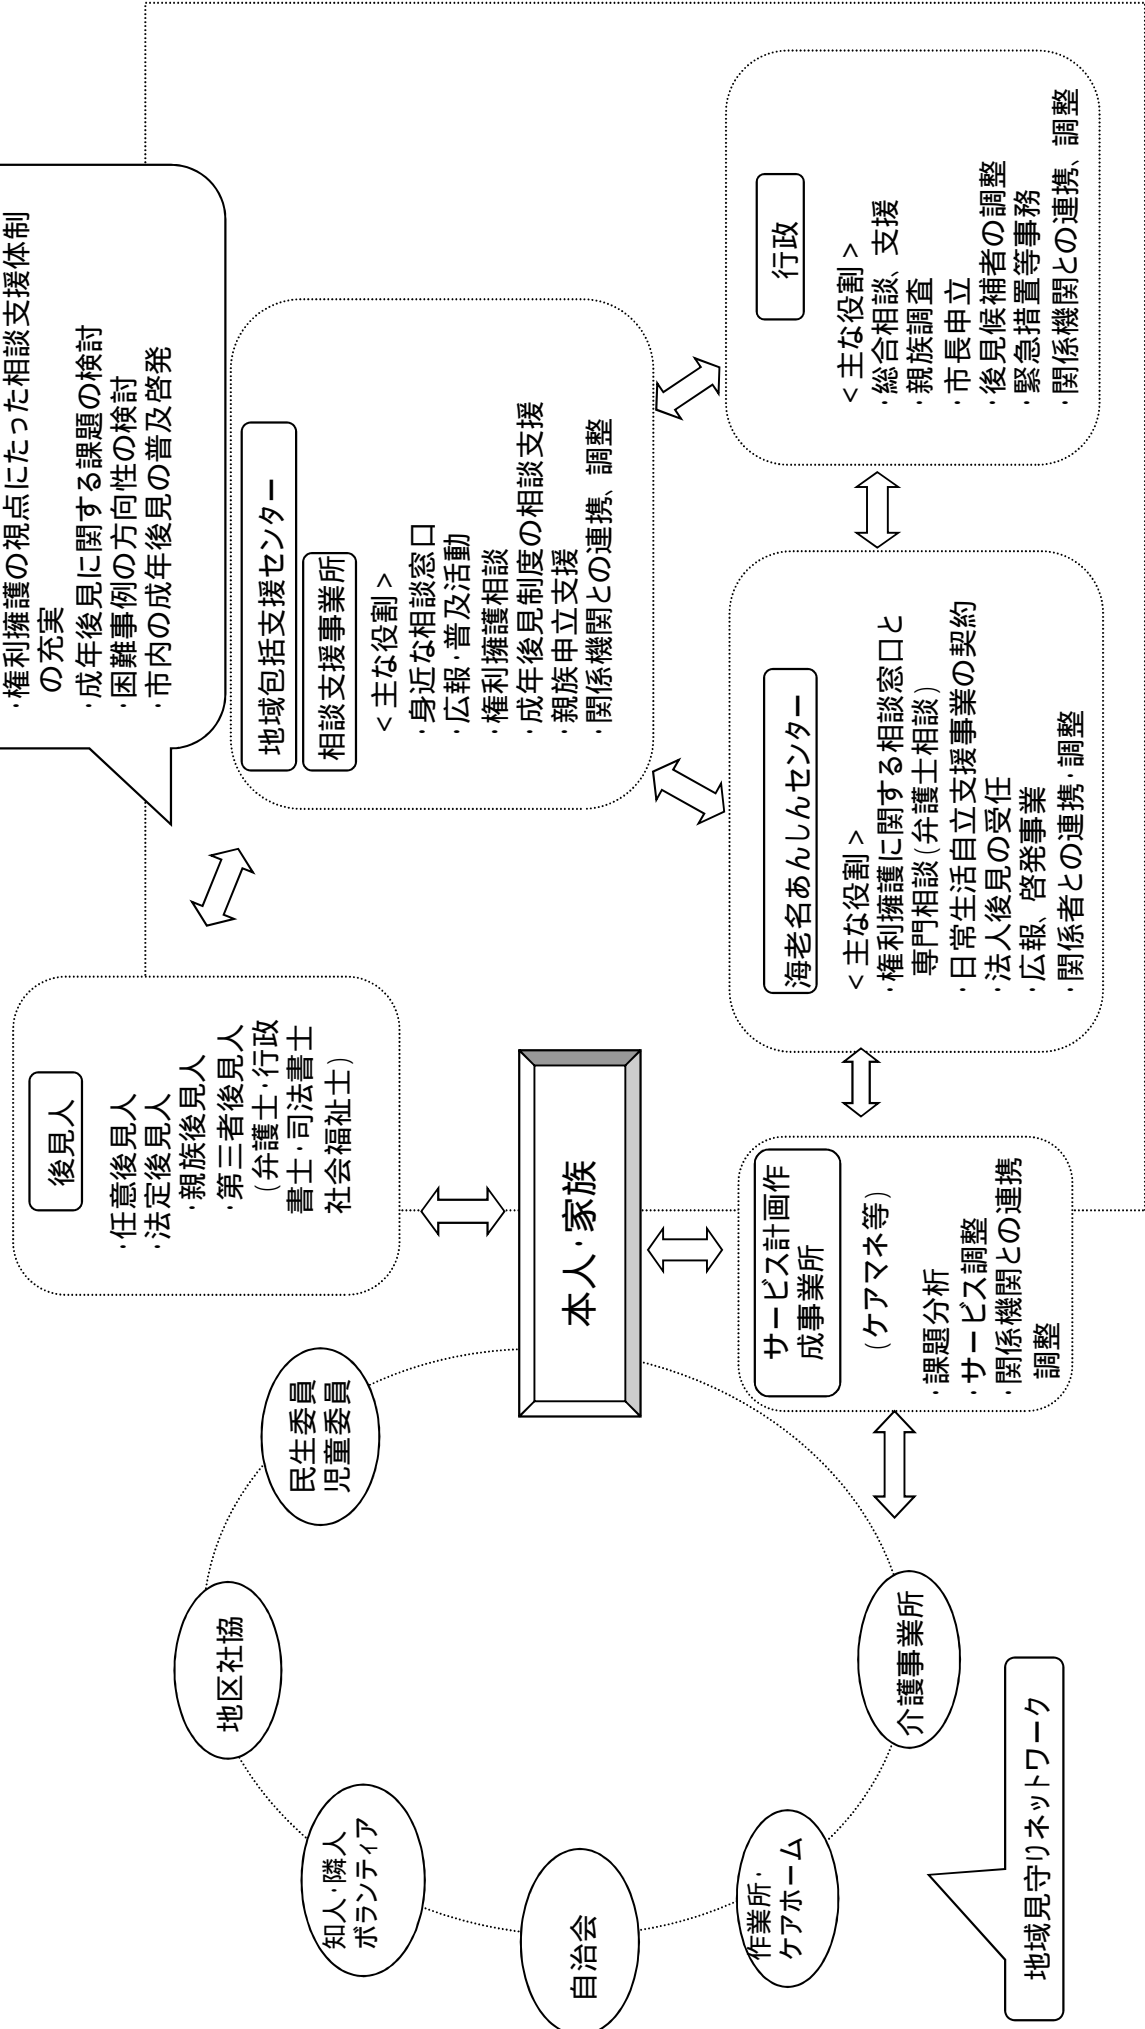 ・権利擁護の視点にたった相談支援体制
の充実
・成年後見に関する課題の検討
・困難事例の方向性の検討
・市内の成年後見の普及啓発
後見人
・任意後見人
・法定後見人
・親族後見人
・第三者後見人
（弁護士・行政
書士・司法書士
社会福祉士）
地域包括支援センター
相談支援事業所
＜主な役割＞
・身近な相談窓口
・広報・普及活動
・権利擁護相談
・成年後見制度の相談支援
・親族申立支援
・関係機関との連携、調整
行政
＜主な役割＞
・総合相談、支援
・親族調査
・市長申立
・後見候補者の調整
・緊急措置等事務
・関係機関との連携、調整
海老名あんしんセンター
＜主な役割＞
・権利擁護に関する相談窓口と
専門相談（弁護士相談）
・日常生活自立支援事業の契約
・法人後見の受任
・広報、啓発事業
・関係者との連携・調整
本人・家族
サービス計画作
成事業所
（ケアマネ等）
・課題分析
・サービス調整
・関係機関との連携
調整
民生委員
児童委員
地区社協
知人・隣人
ボランティア
自治会
作業所・
ケアホーム
介護事業所
地域見守りネットワーク